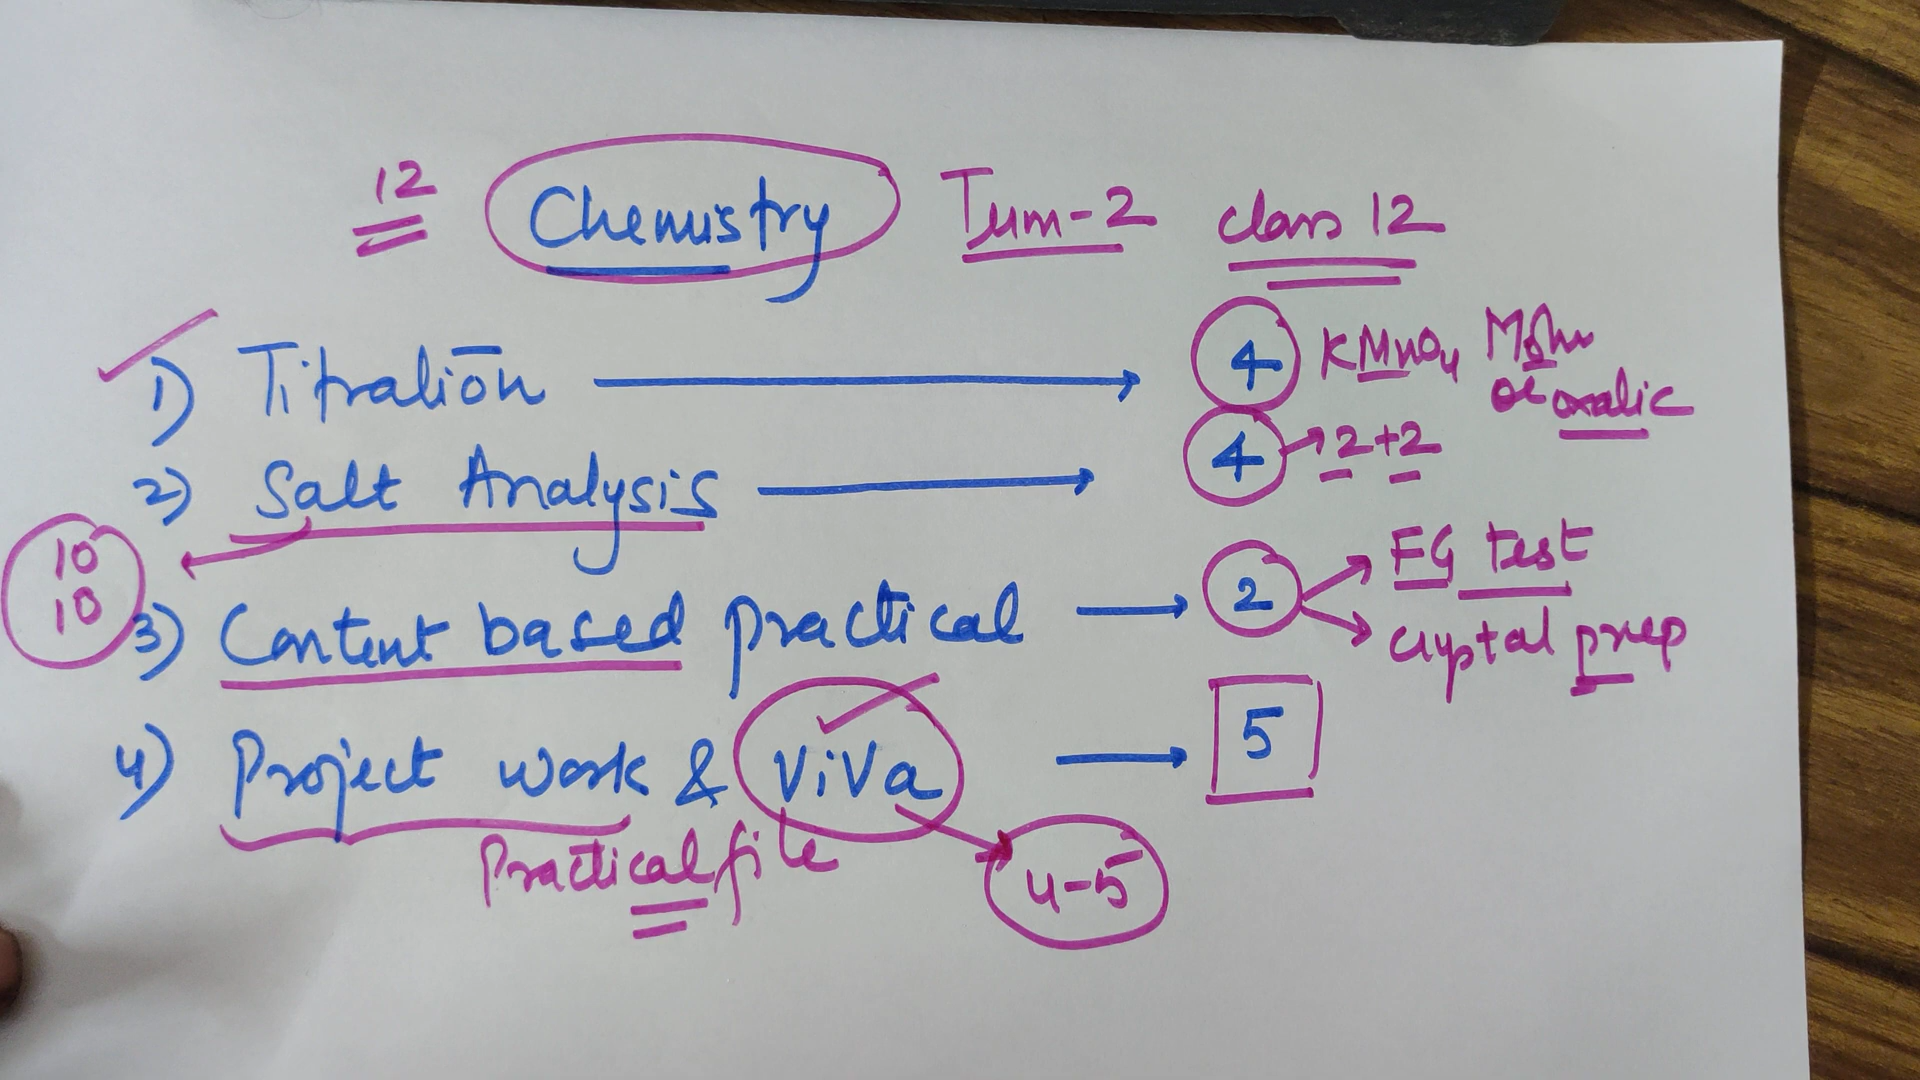 12 Chemistry Term-2 class 12
1) Titration → 4 KMnO4 Mohr
or oxalic
2) Salt Analysis → 4 → 2+2
10
10
FG test
3) Content based practical → 2
crystal prep
4) Project work & ViVa → 5
Practical file
4-5